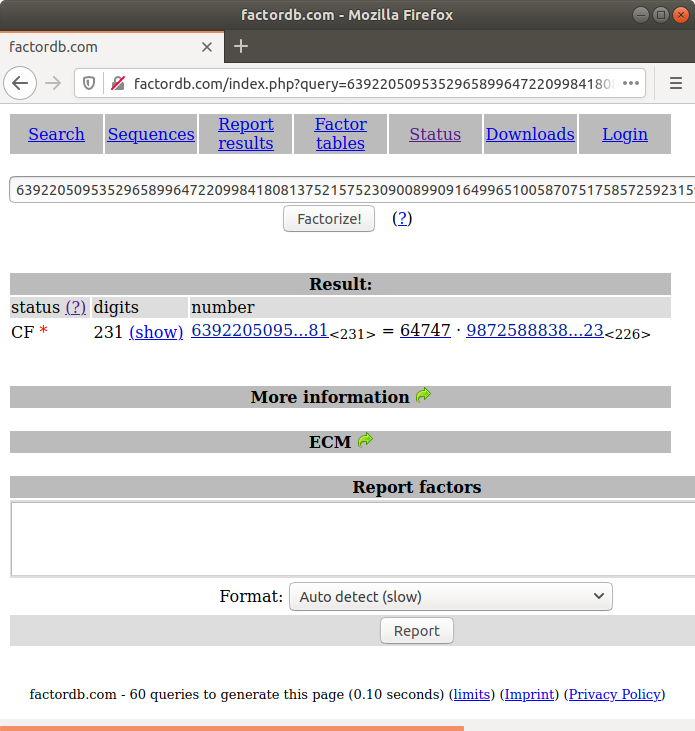 factordb.com - Mozilla Firefox
factordb.com
factordb.com/index.php?query=639220509535296589964722099841808
Search Sequences Report results Factor tables Status Downloads Login
6392205095352965899647220998418081375215752309008990916499651005870751758572592315
Factorize! (?)
Result:
status (?) digits number
CF * 231 (show) 6392205095...81<231> = 64747 · 9872588838...23<226>
More information
ECM
Report factors
Format: Auto detect (slow)
Report
factordb.com - 60 queries to generate this page (0.10 seconds) (limits) (Imprint) (Privacy Policy)